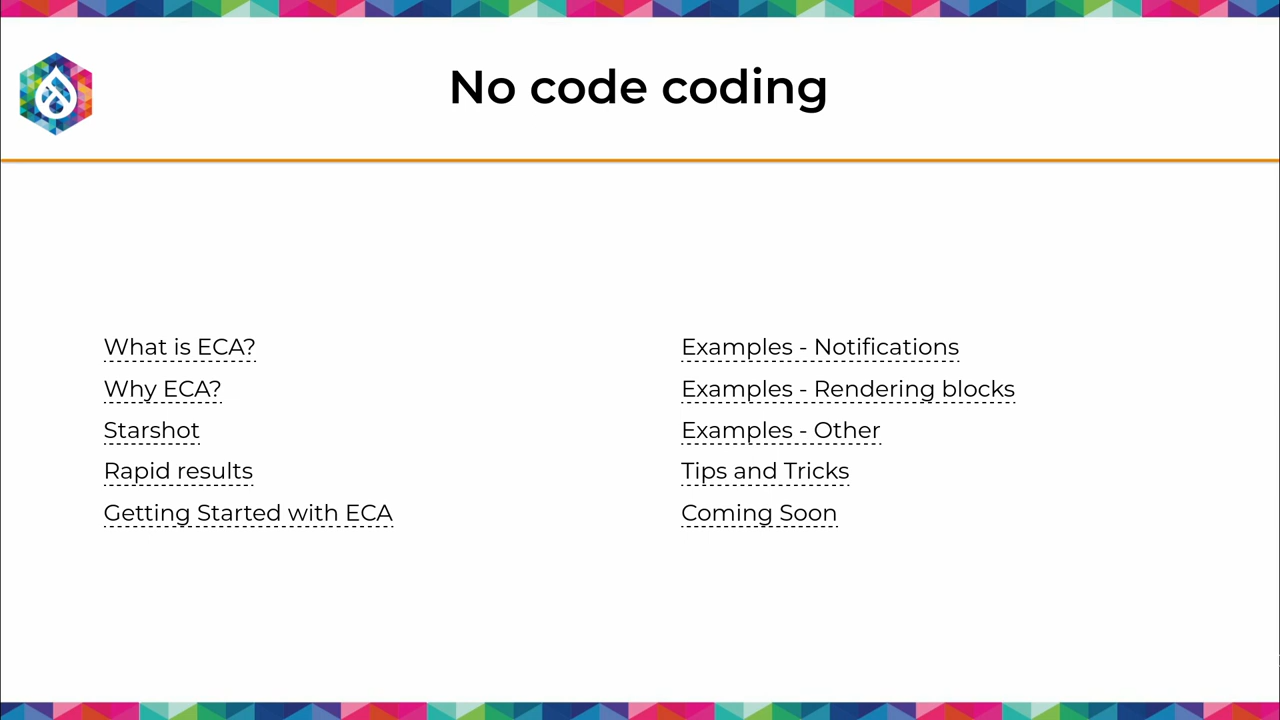 No code coding
What is ECA?
Why ECA?
Starshot
Rapid results
Getting Started with ECA
Examples - Notifications
Examples - Rendering blocks
Examples - Other
Tips and Tricks
Coming Soon